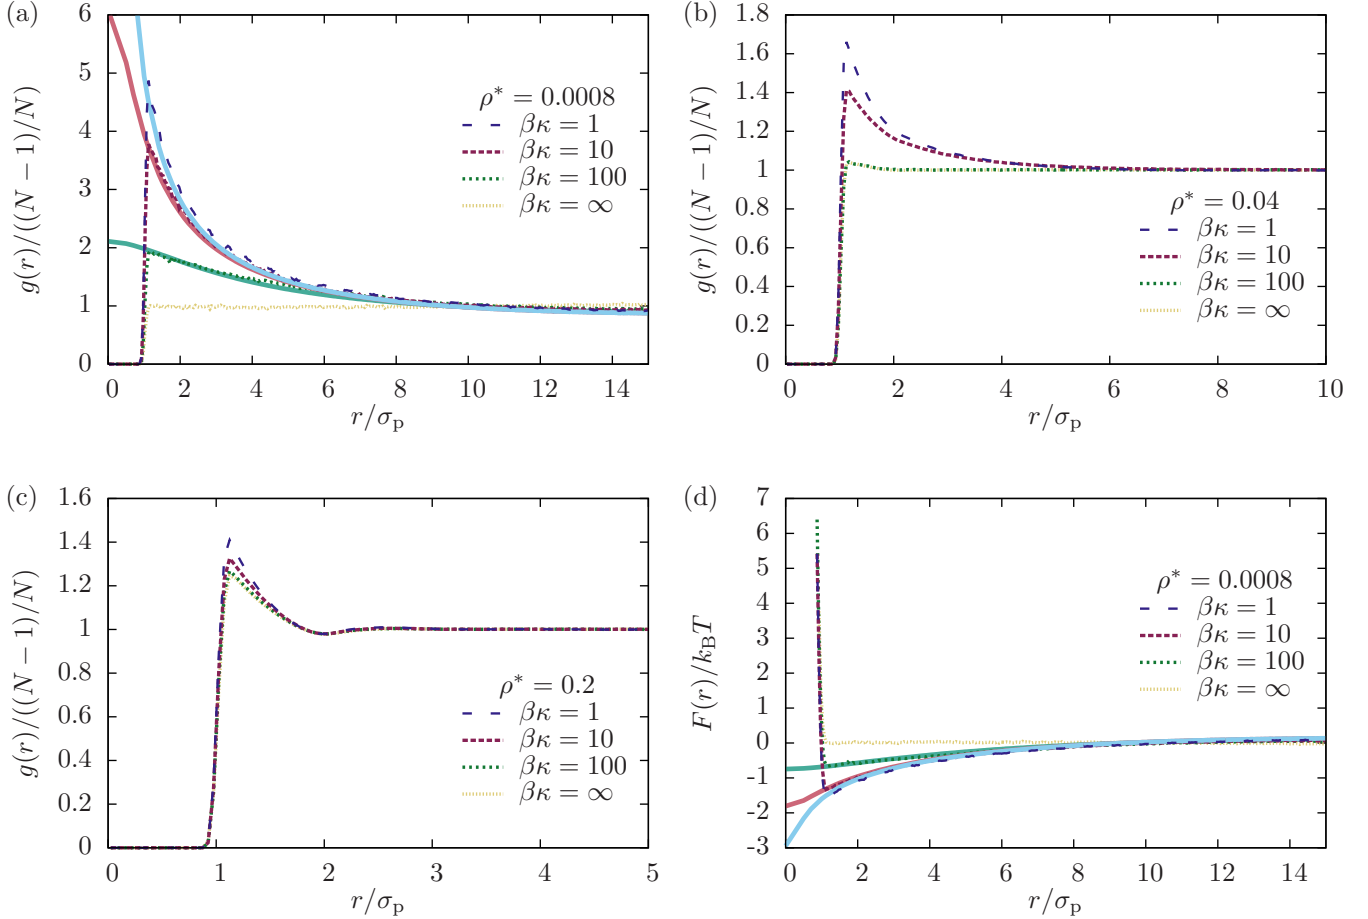 (a)
6
5
4
3
2
1
0
g(r)/((N − 1)/N)
ρ* = 0.0008
βκ = 1
βκ = 10
βκ = 100
βκ = ∞
0 2 4 6 8 10 12 14
r/σp
(b)
1.8
1.6
1.4
1.2
1
0.8
0.6
0.4
0.2
0
g(r)/((N − 1)/N)
ρ* = 0.04
βκ = 1
βκ = 10
βκ = 100
βκ = ∞
0 2 4 6 8 10
r/σp
(c)
1.6
1.4
1.2
1
0.8
0.6
0.4
0.2
0
g(r)/((N − 1)/N)
ρ* = 0.2
βκ = 1
βκ = 10
βκ = 100
βκ = ∞
0 1 2 3 4 5
r/σp
(d)
7
6
5
4
3
2
1
0
-1
-2
-3
F(r)/kBT
ρ* = 0.0008
βκ = 1
βκ = 10
βκ = 100
βκ = ∞
0 2 4 6 8 10 12 14
r/σp